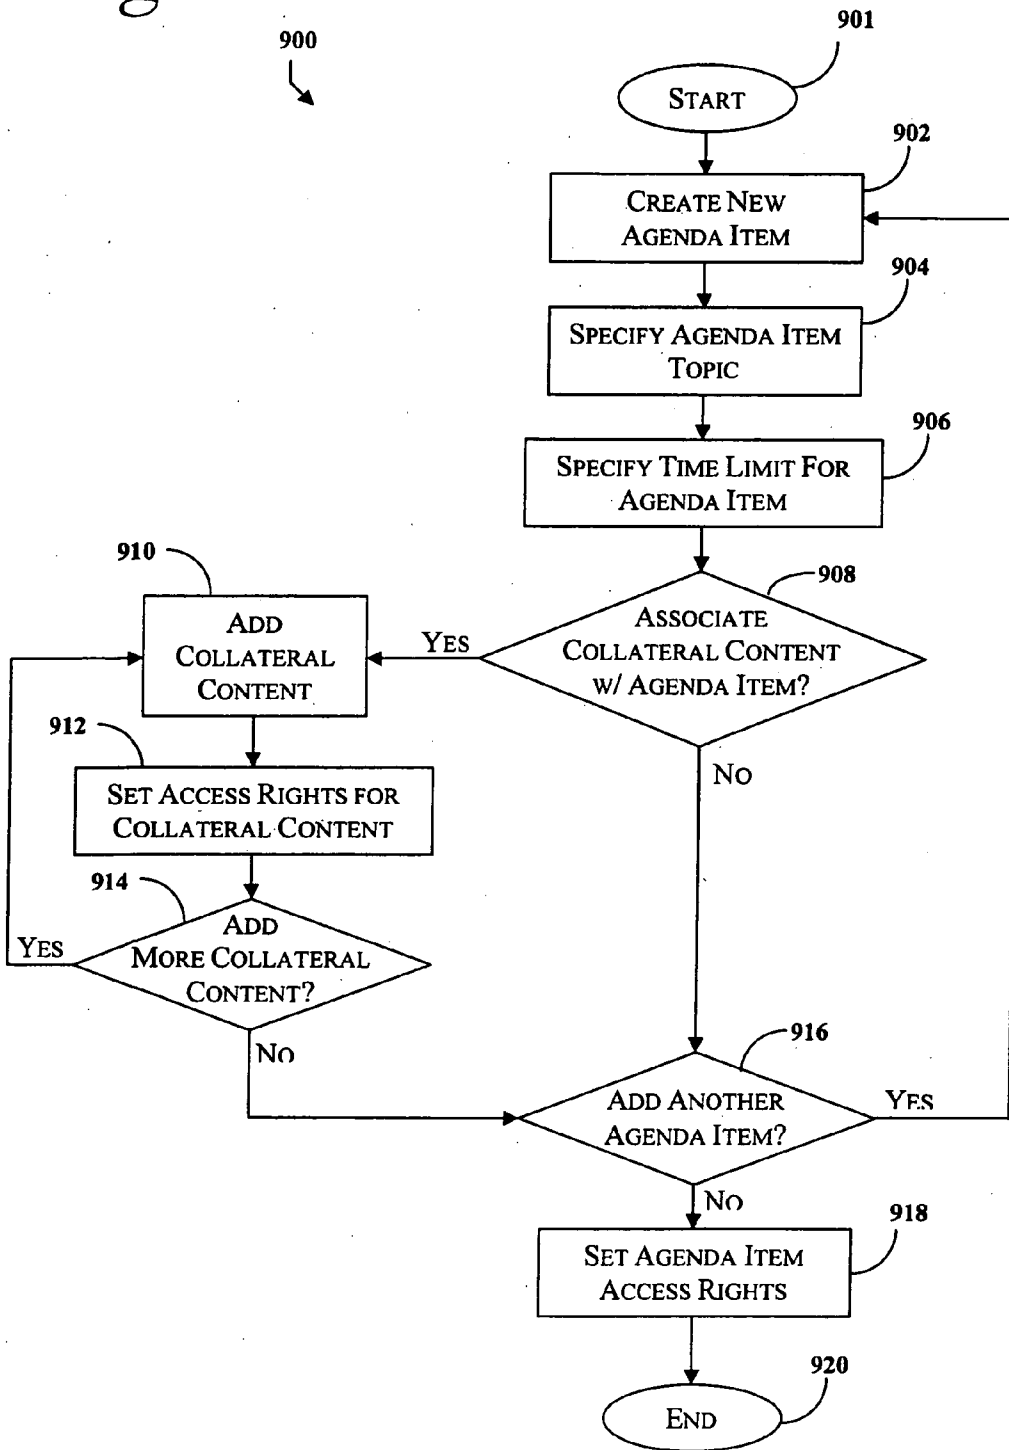 900
901
START
902
CREATE NEW
AGENDA ITEM
904
SPECIFY AGENDA ITEM
TOPIC
906
SPECIFY TIME LIMIT FOR
AGENDA ITEM
908
ASSOCIATE
COLLATERAL CONTENT
W/ AGENDA ITEM?
YES
NO
910
ADD
COLLATERAL
CONTENT
912
SET ACCESS RIGHTS FOR
COLLATERAL CONTENT
914
ADD
MORE COLLATERAL
CONTENT?
YES
NO
916
ADD ANOTHER
AGENDA ITEM?
YES
NO
918
SET AGENDA ITEM
ACCESS RIGHTS
920
END